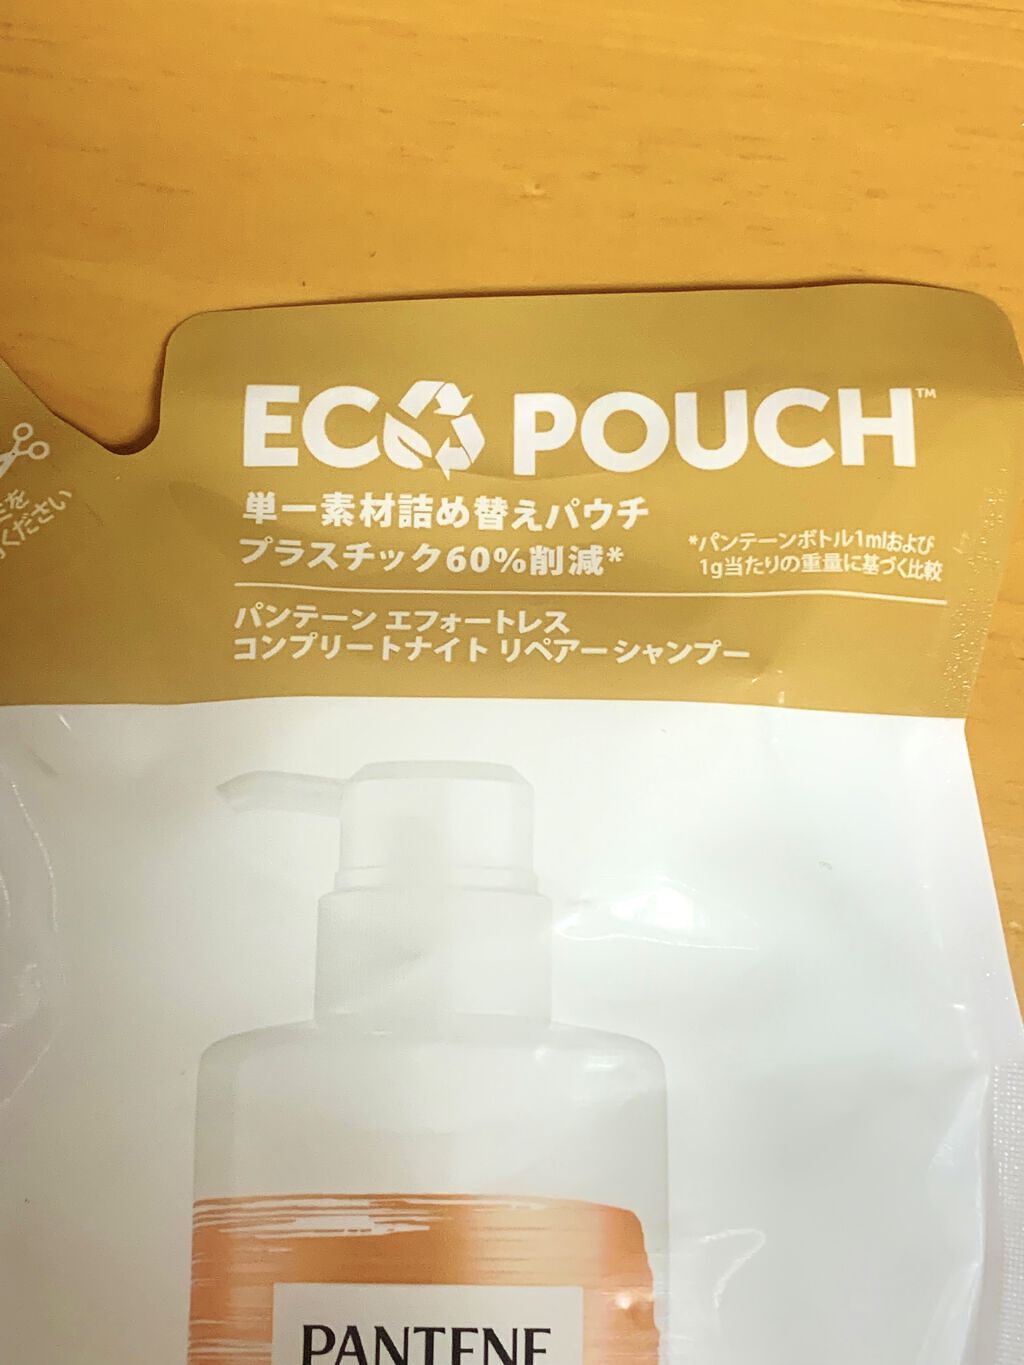 ECO POUCH™
単一素材詰め替えパウチ
プラスチック60%削減*
*パンテーンボトル1mlおよび
1g当たりの重量に基づく比較
パンテーン エフォートレス
コンプリートナイト リペアーシャンプー
ください
PANTENE